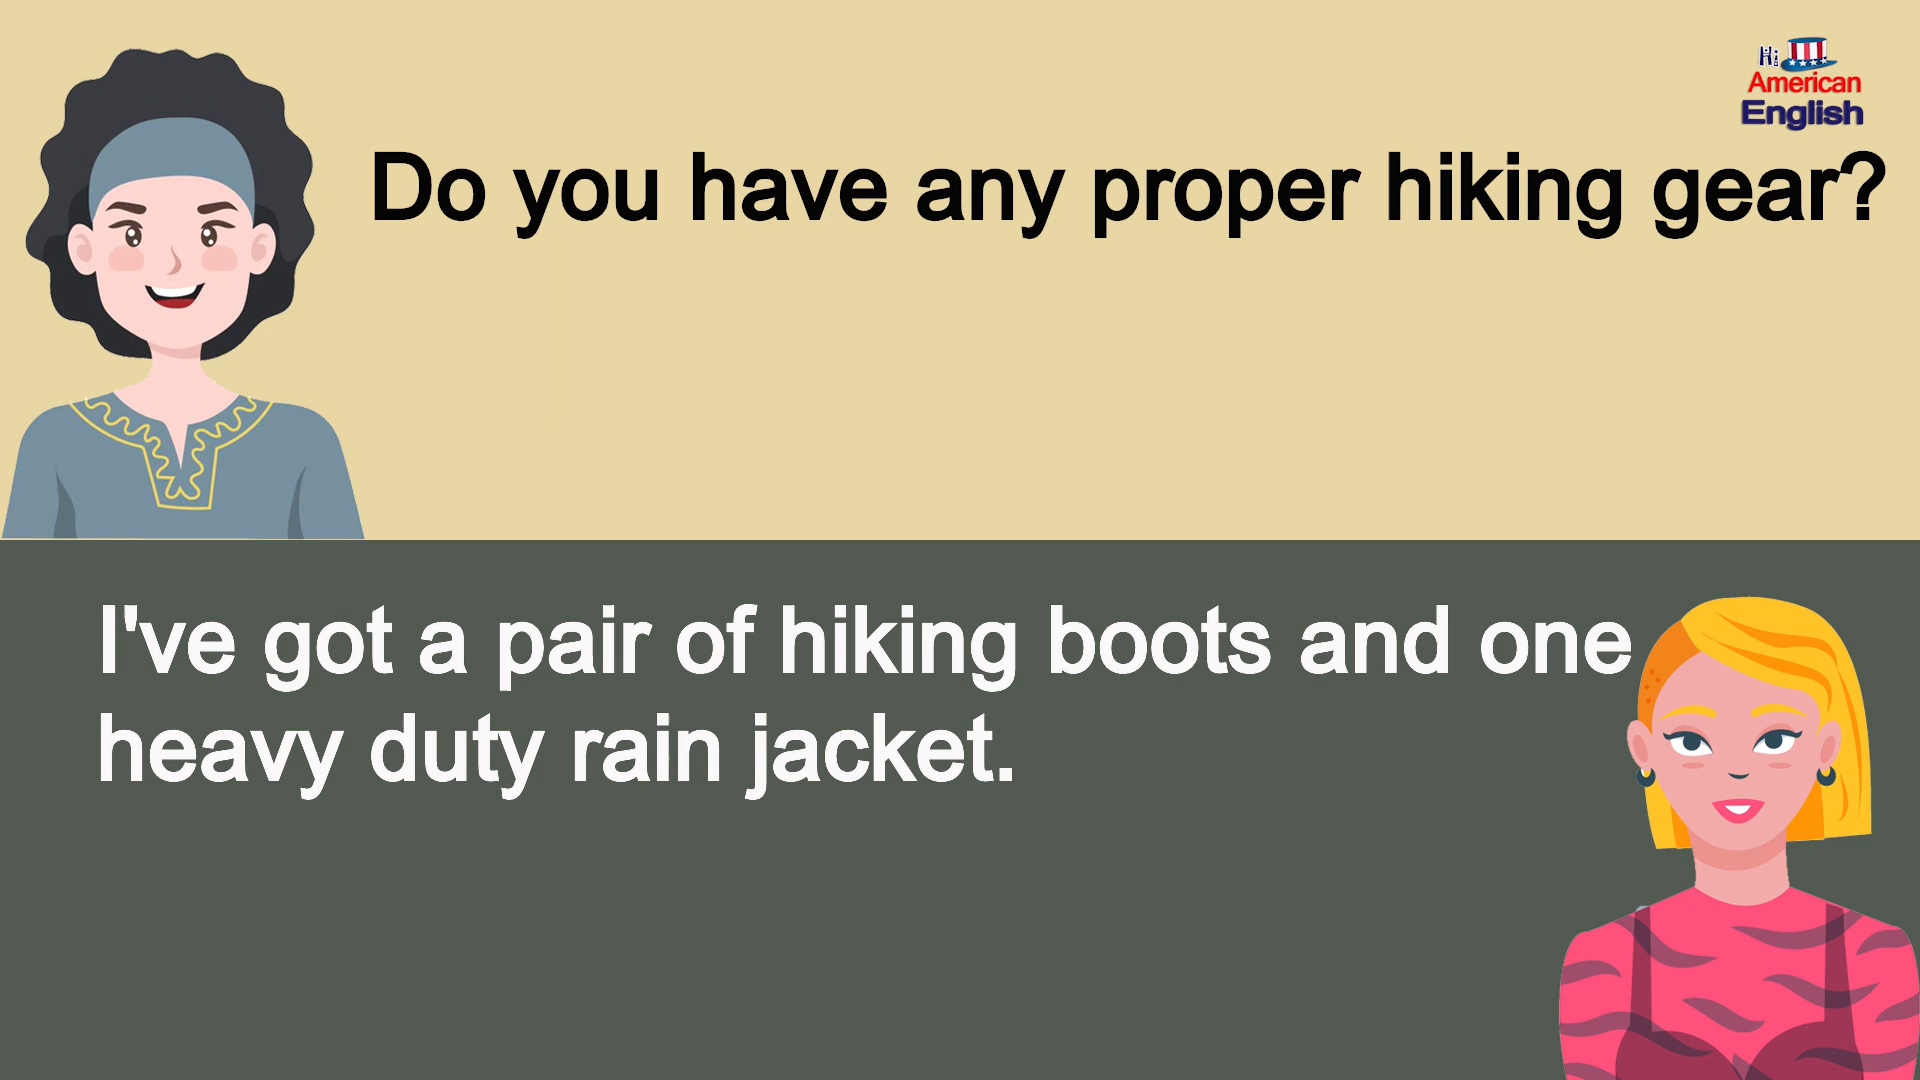 Hi
American
English
Do you have any proper hiking gear?
I've got a pair of hiking boots and one
heavy duty rain jacket.